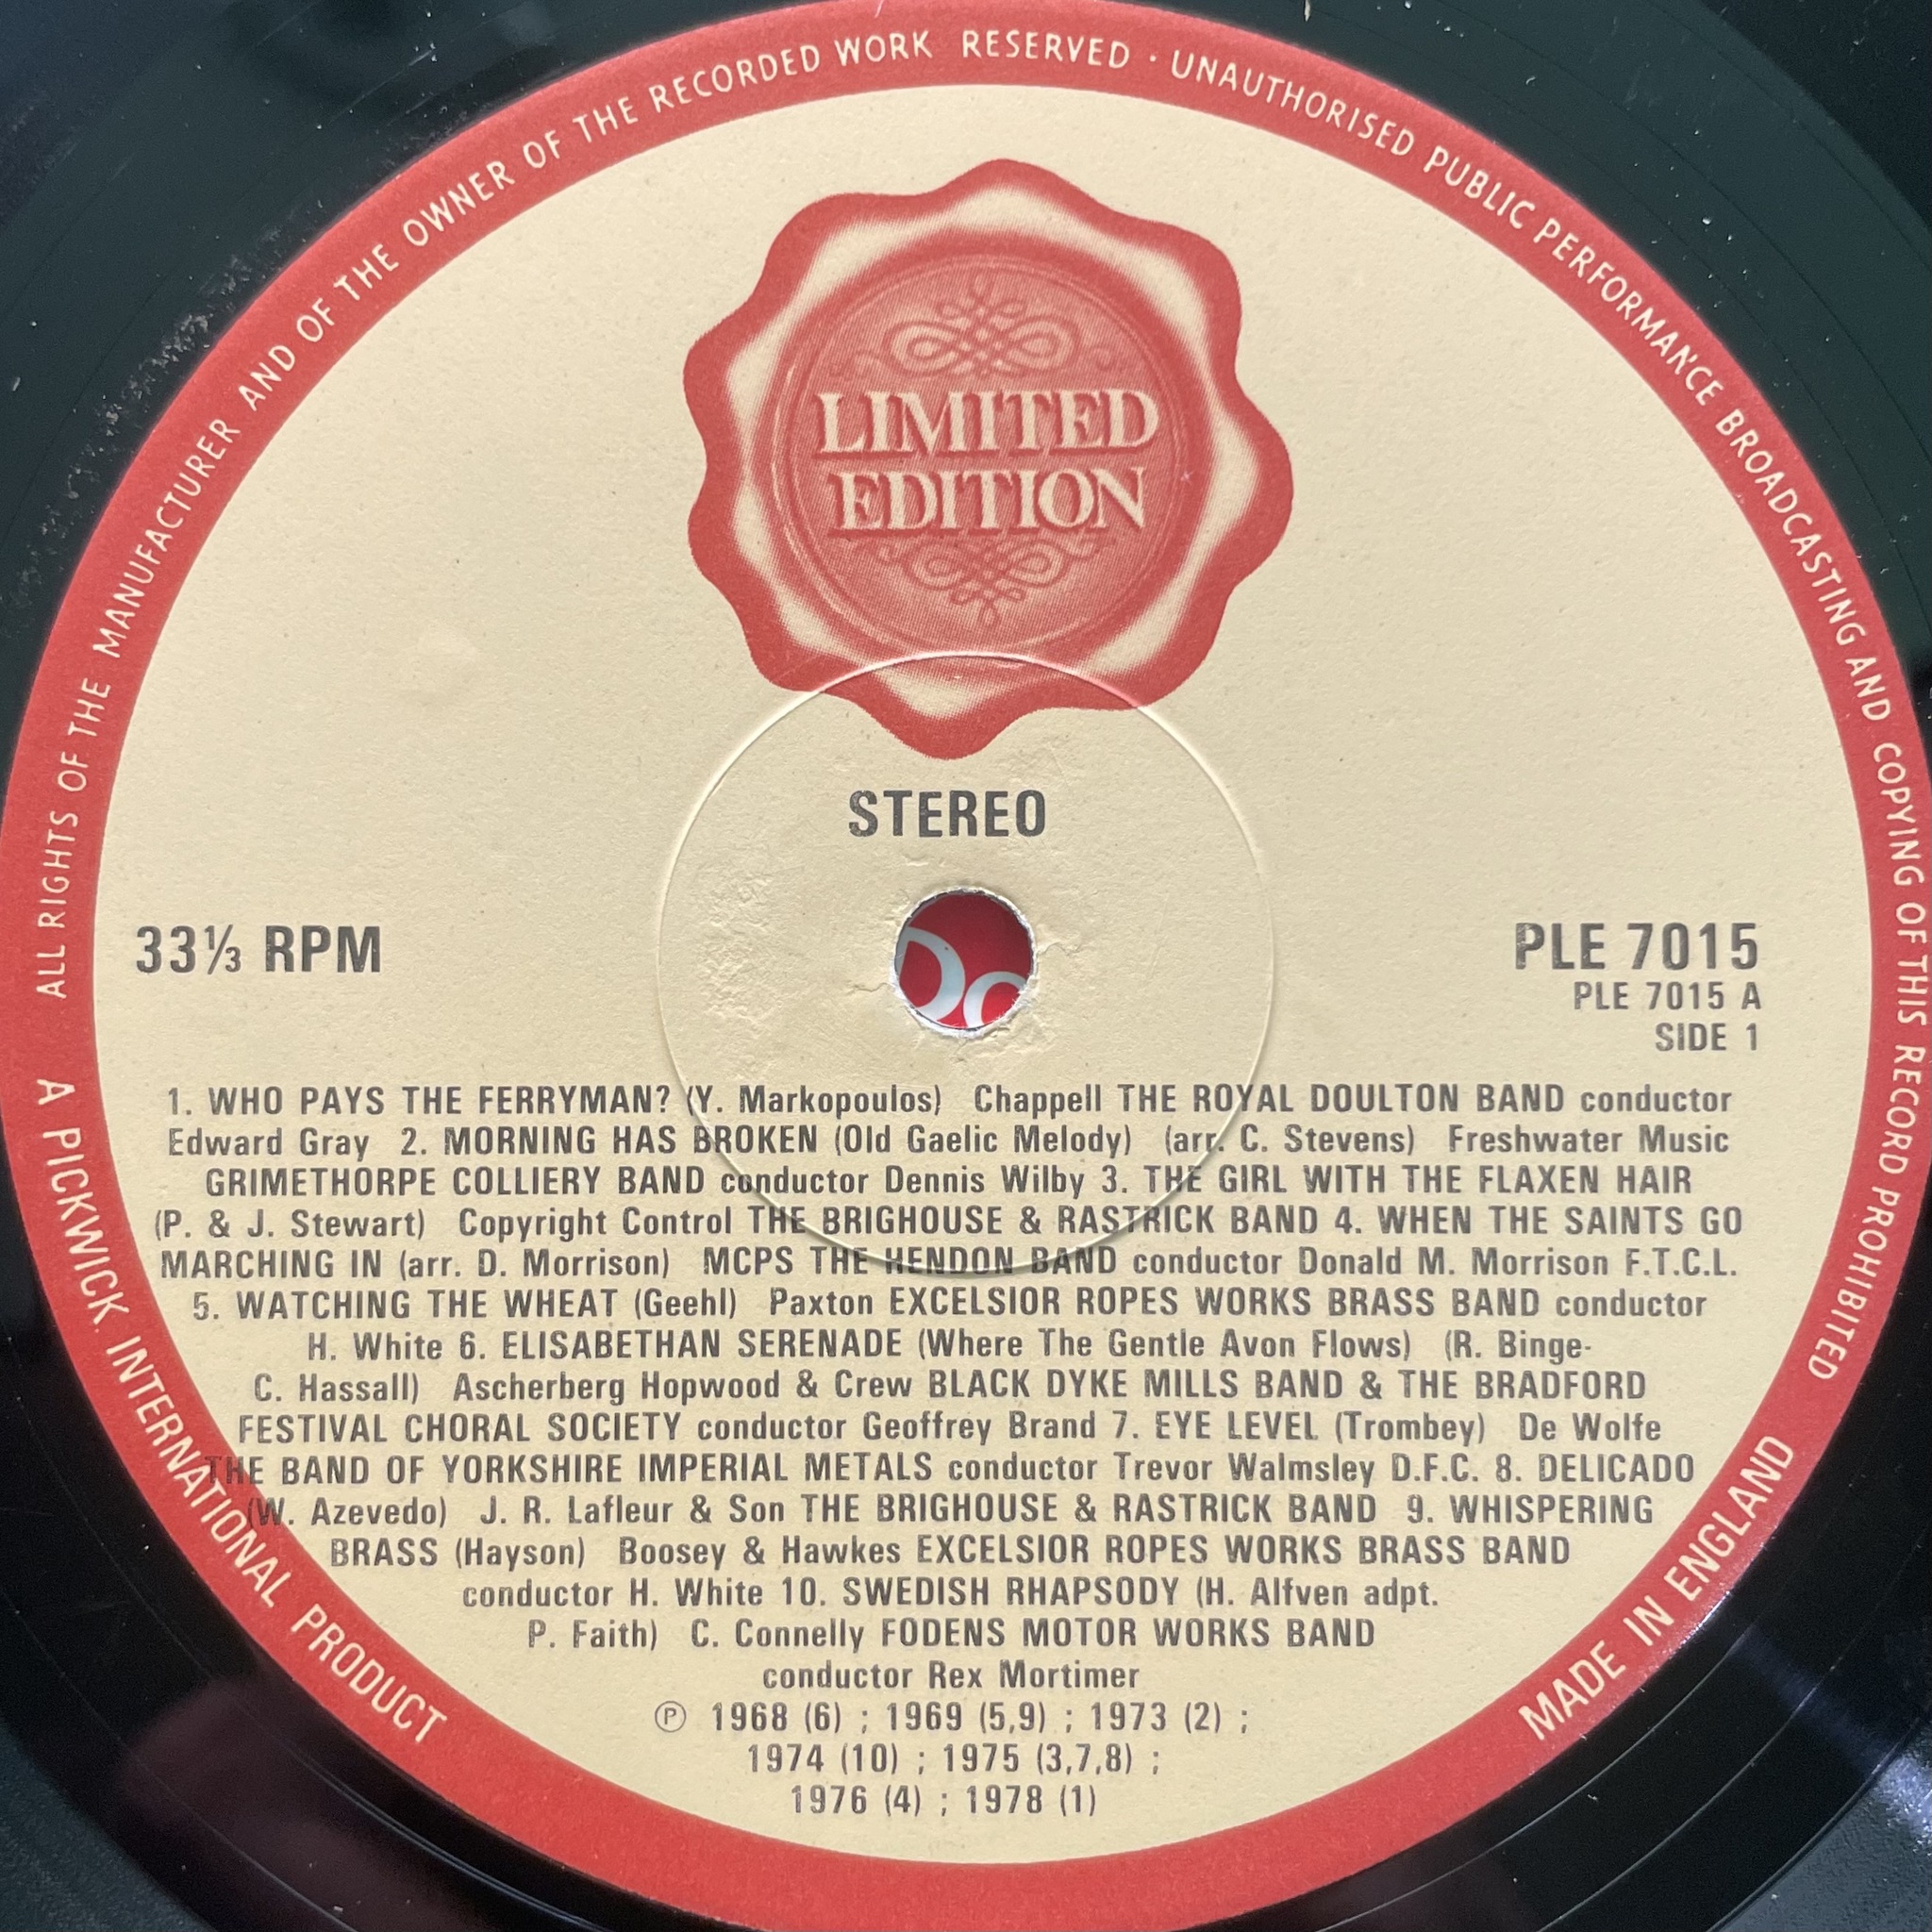 ALL RIGHTS OF THE MANUFACTURER AND OF THE OWNER OF THE RECORDED WORK RESERVED · UNAUTHORISED PUBLIC PERFORMANCE BROADCASTING AND COPYING OF THIS RECORD PROHIBITED
LIMITED
EDITION
STEREO
33⅓ RPM
Do
PLE 7015
PLE 7015 A
SIDE 1
1. WHO PAYS THE FERRYMAN? (Y. Markopoulos) Chappell THE ROYAL DOULTON BAND conductor
Edward Gray 2. MORNING HAS BROKEN (Old Gaelic Melody) (arr. C. Stevens) Freshwater Music
GRIMETHORPE COLLIERY BAND conductor Dennis Wilby 3. THE GIRL WITH THE FLAXEN HAIR
(P. & J. Stewart) Copyright Control THE BRIGHOUSE & RASTRICK BAND 4. WHEN THE SAINTS GO
MARCHING IN (arr. D. Morrison) MCPS THE HENDON BAND conductor Donald M. Morrison F.T.C.L.
5. WATCHING THE WHEAT (Geehl) Paxton EXCELSIOR ROPES WORKS BRASS BAND conductor
H. White 6. ELISABETHAN SERENADE (Where The Gentle Avon Flows) (R. Binge-
C. Hassall) Ascherberg Hopwood & Crew BLACK DYKE MILLS BAND & THE BRADFORD
FESTIVAL CHORAL SOCIETY conductor Geoffrey Brand 7. EYE LEVEL (Trombey) De Wolfe
THE BAND OF YORKSHIRE IMPERIAL METALS conductor Trevor Walmsley D.F.C. 8. DELICADO
(W. Azevedo) J. R. Lafleur & Son THE BRIGHOUSE & RASTRICK BAND 9. WHISPERING
BRASS (Hayson) Boosey & Hawkes EXCELSIOR ROPES WORKS BRASS BAND
conductor H. White 10. SWEDISH RHAPSODY (H. Alfven adpt.
P. Faith) C. Connelly FODENS MOTOR WORKS BAND
conductor Rex Mortimer
℗ 1968 (6) ; 1969 (5,9) ; 1973 (2) ;
1974 (10) ; 1975 (3,7,8) ;
1976 (4) ; 1978 (1)
A PICKWICK INTERNATIONAL PRODUCT
MADE IN ENGLAND